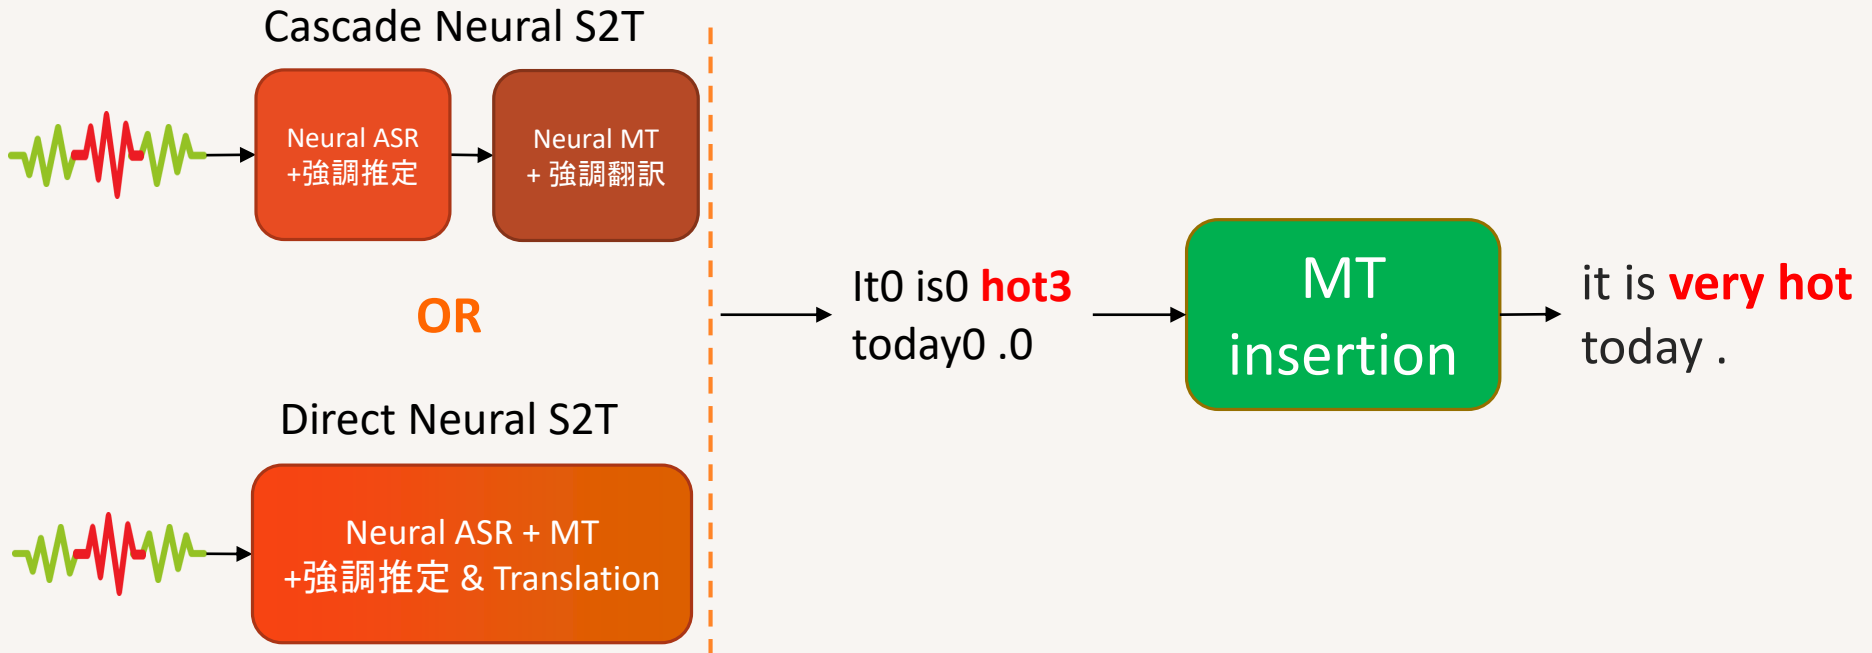 Cascade Neural S2T
Neural ASR
+強調推定
Neural MT
+ 強調翻訳
OR
Direct Neural S2T
Neural ASR + MT
+強調推定 & Translation
It0 is0 hot3
today0 .0
MT
insertion
it is very hot
today .